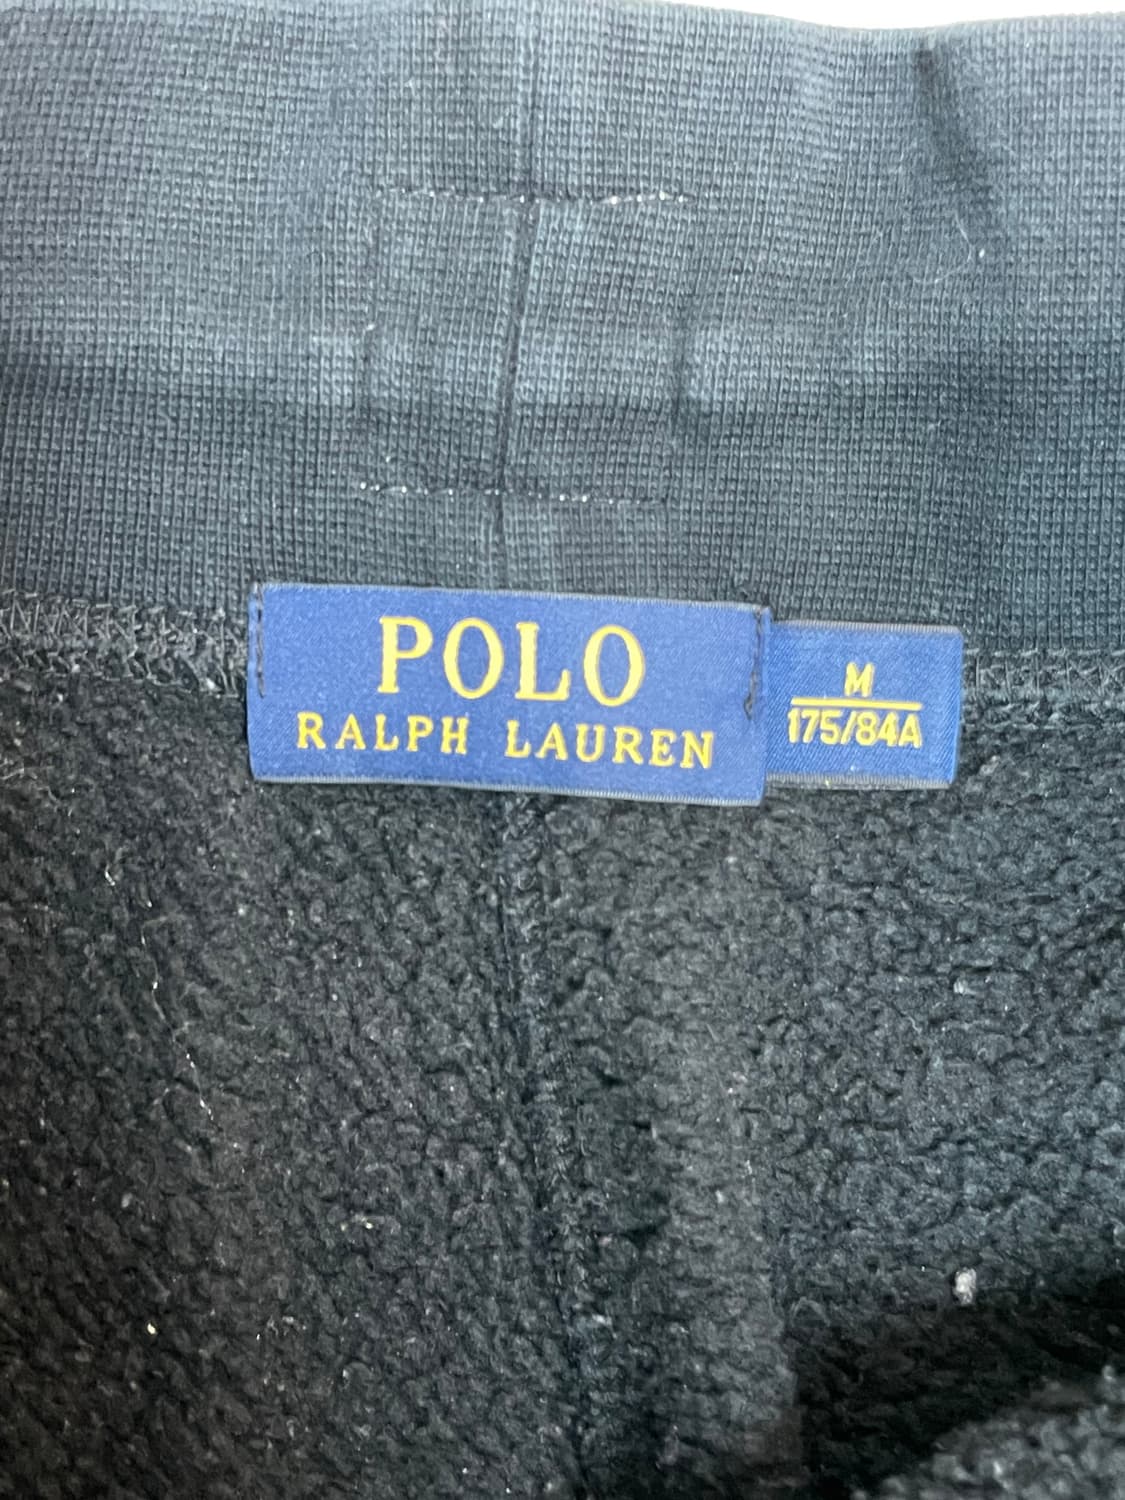 POLO
RALPH LAUREN
M
175/84A